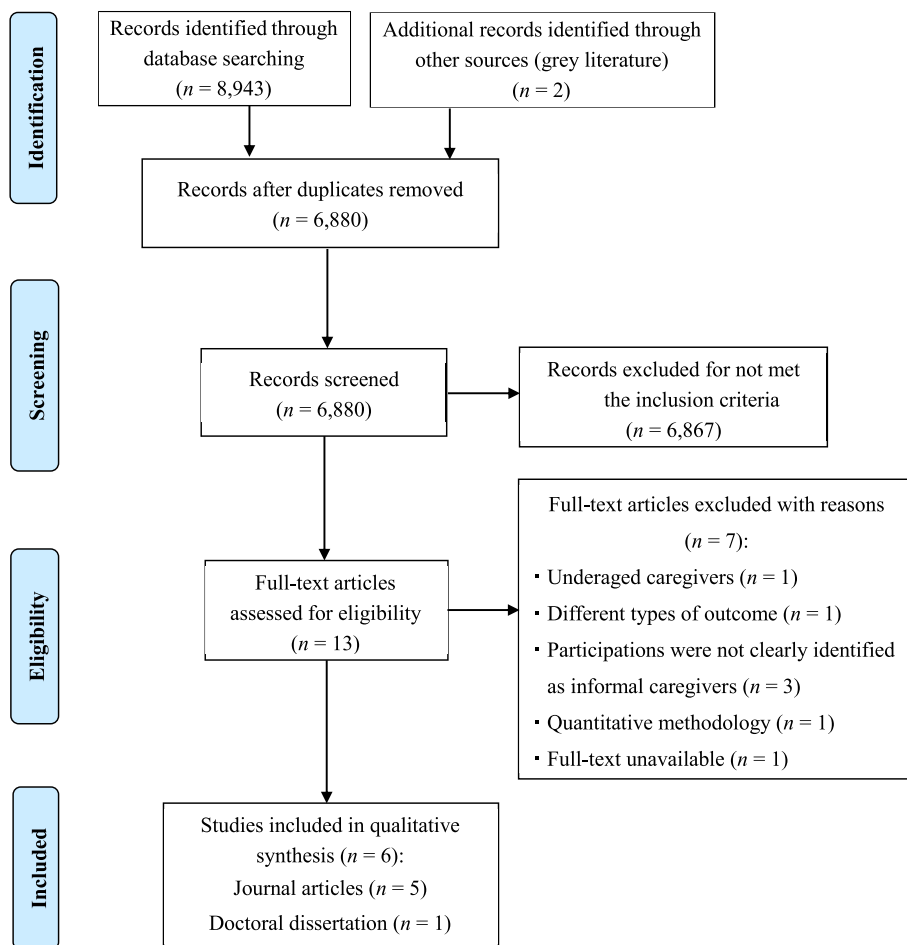 Identification
Records identified through
database searching
(n = 8,943)
Additional records identified through
other sources (grey literature)
(n = 2)
Records after duplicates removed
(n = 6,880)
Screening
Records screened
(n = 6,880)
Records excluded for not met
the inclusion criteria
(n = 6,867)
Eligibility
Full-text articles
assessed for eligibility
(n = 13)
Full-text articles excluded with reasons
(n = 7):
・Underaged caregivers (n = 1)
・Different types of outcome (n = 1)
・Participations were not clearly identified
as informal caregivers (n = 3)
・Quantitative methodology (n = 1)
・Full-text unavailable (n = 1)
Included
Studies included in qualitative
synthesis (n = 6):
Journal articles (n = 5)
Doctoral dissertation (n = 1)